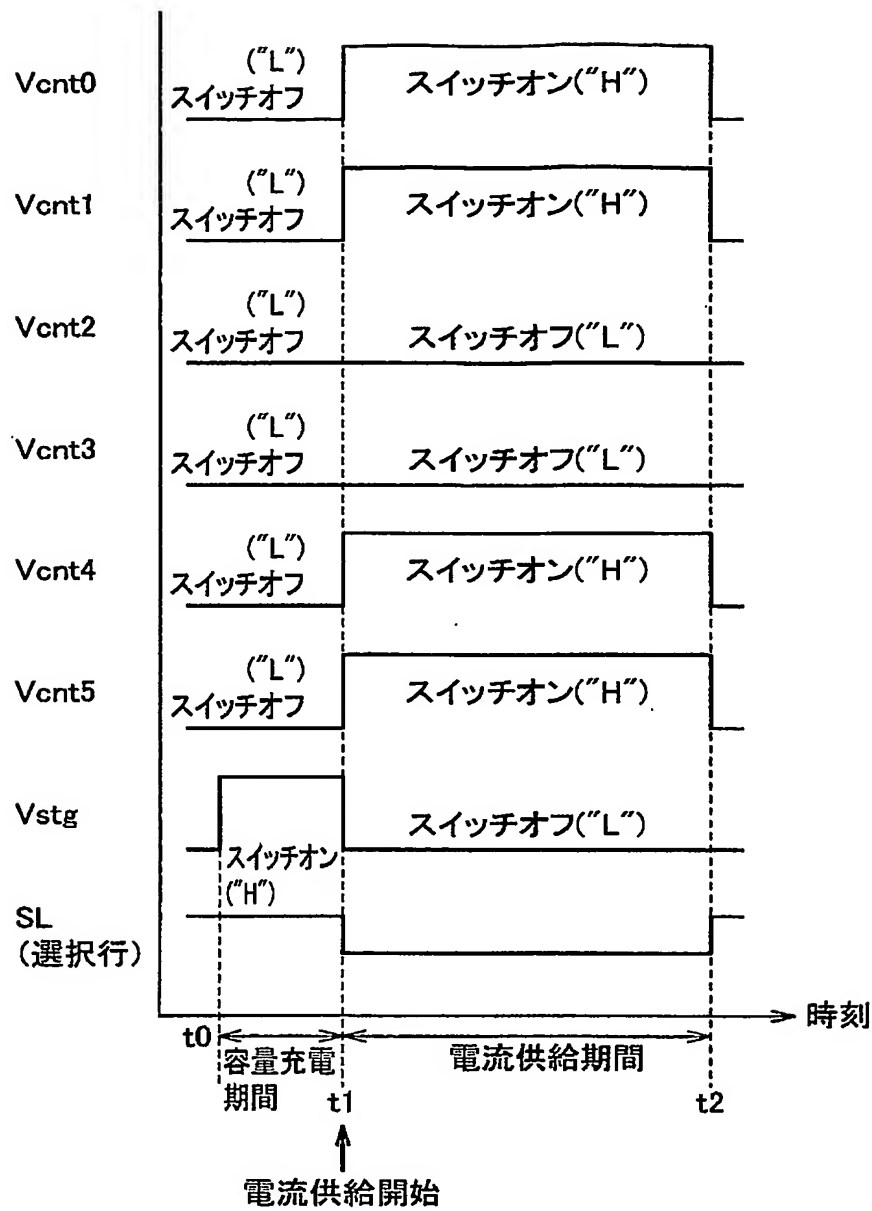 Vcnt0
("L")
スイッチオフ
スイッチオン("H")
Vcnt1
("L")
スイッチオフ
スイッチオン("H")
Vcnt2
("L")
スイッチオフ
スイッチオフ("L")
Vcnt3
("L")
スイッチオフ
スイッチオフ("L")
Vcnt4
("L")
スイッチオフ
スイッチオン("H")
Vcnt5
("L")
スイッチオフ
スイッチオン("H")
Vstg
スイッチオン
("H")
スイッチオフ("L")
SL
(選択行)
時刻
t0
容量充電
期間
電流供給期間
t1
t2
電流供給開始